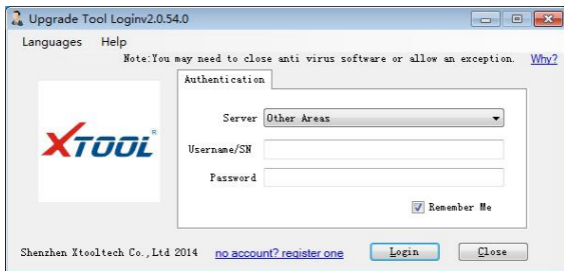 Upgrade Tool Loginv2.0.54.0
Languages Help
Note:You may need to close anti virus software or allow an exception. Why?
Authentication
Server Other Areas
XTOOL®
Username/SN
Password
Remember Me
Shenzhen Xtooltech Co.,Ltd 2014 no account? register one Login Close